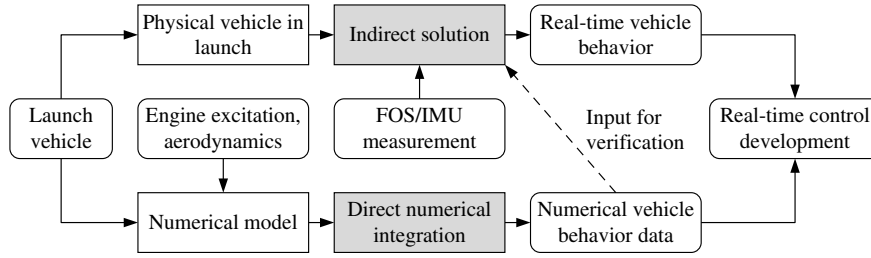 Physical vehicle in
launch
Indirect solution
Real-time vehicle
behavior
Launch
vehicle
Engine excitation,
aerodynamics
FOS/IMU
measurement
Input for
verification
Real-time control
development
Numerical model
Direct numerical
integration
Numerical vehicle
behavior data